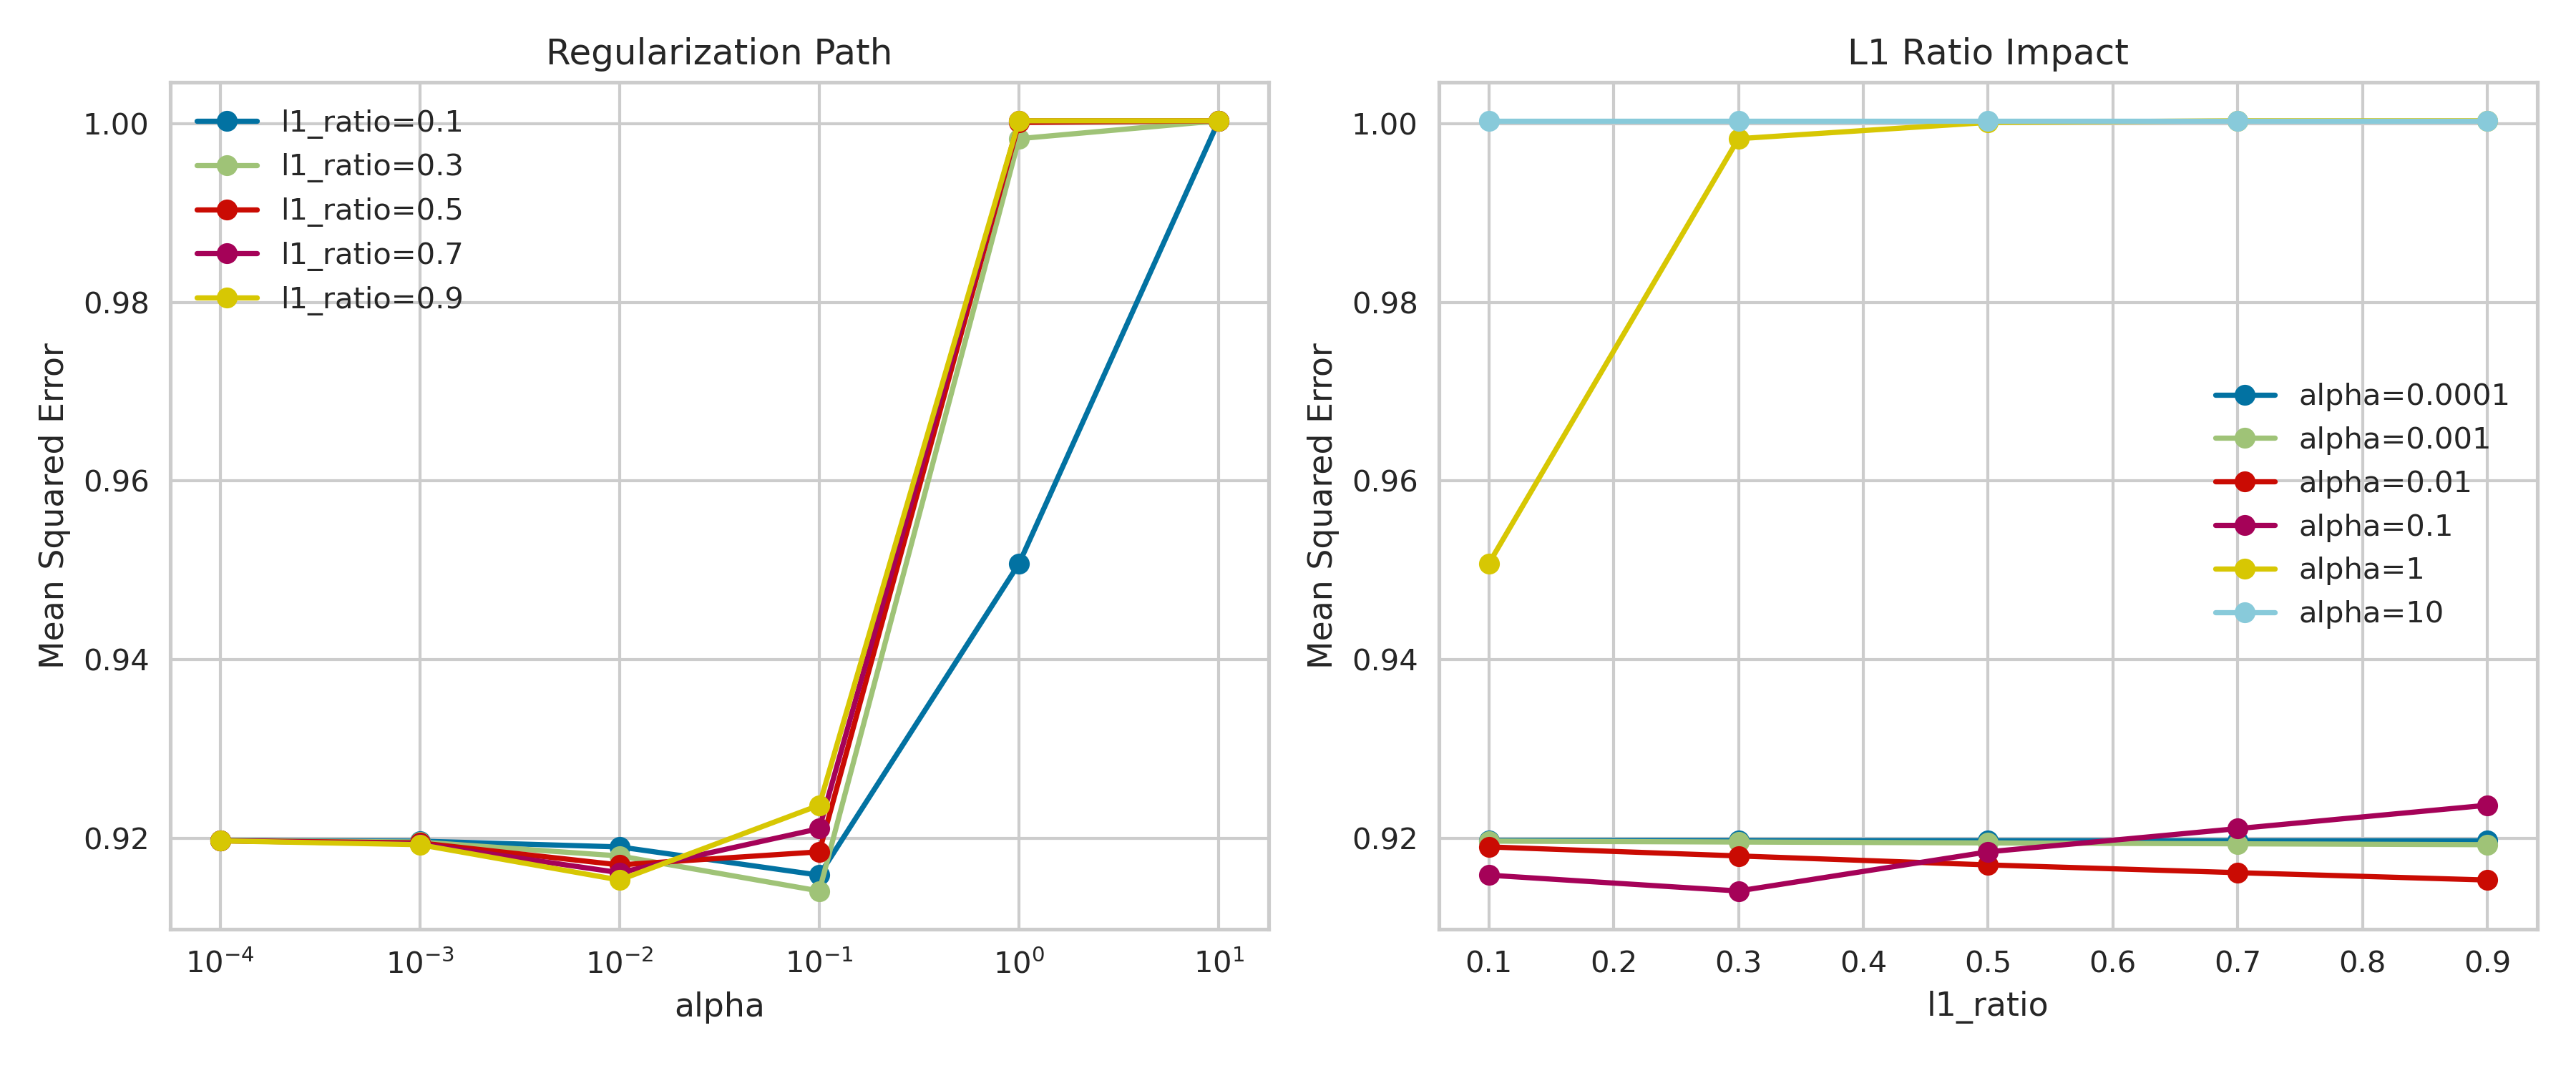 Regularization Path
Mean Squared Error
1.00
0.98
0.96
0.94
0.92
l1_ratio=0.1
l1_ratio=0.3
l1_ratio=0.5
l1_ratio=0.7
l1_ratio=0.9
10⁻⁴ 10⁻³ 10⁻² 10⁻¹ 10⁰ 10¹
alpha
L1 Ratio Impact
Mean Squared Error
1.00
0.98
0.96
0.94
0.92
alpha=0.0001
alpha=0.001
alpha=0.01
alpha=0.1
alpha=1
alpha=10
0.1 0.2 0.3 0.4 0.5 0.6 0.7 0.8 0.9
l1_ratio